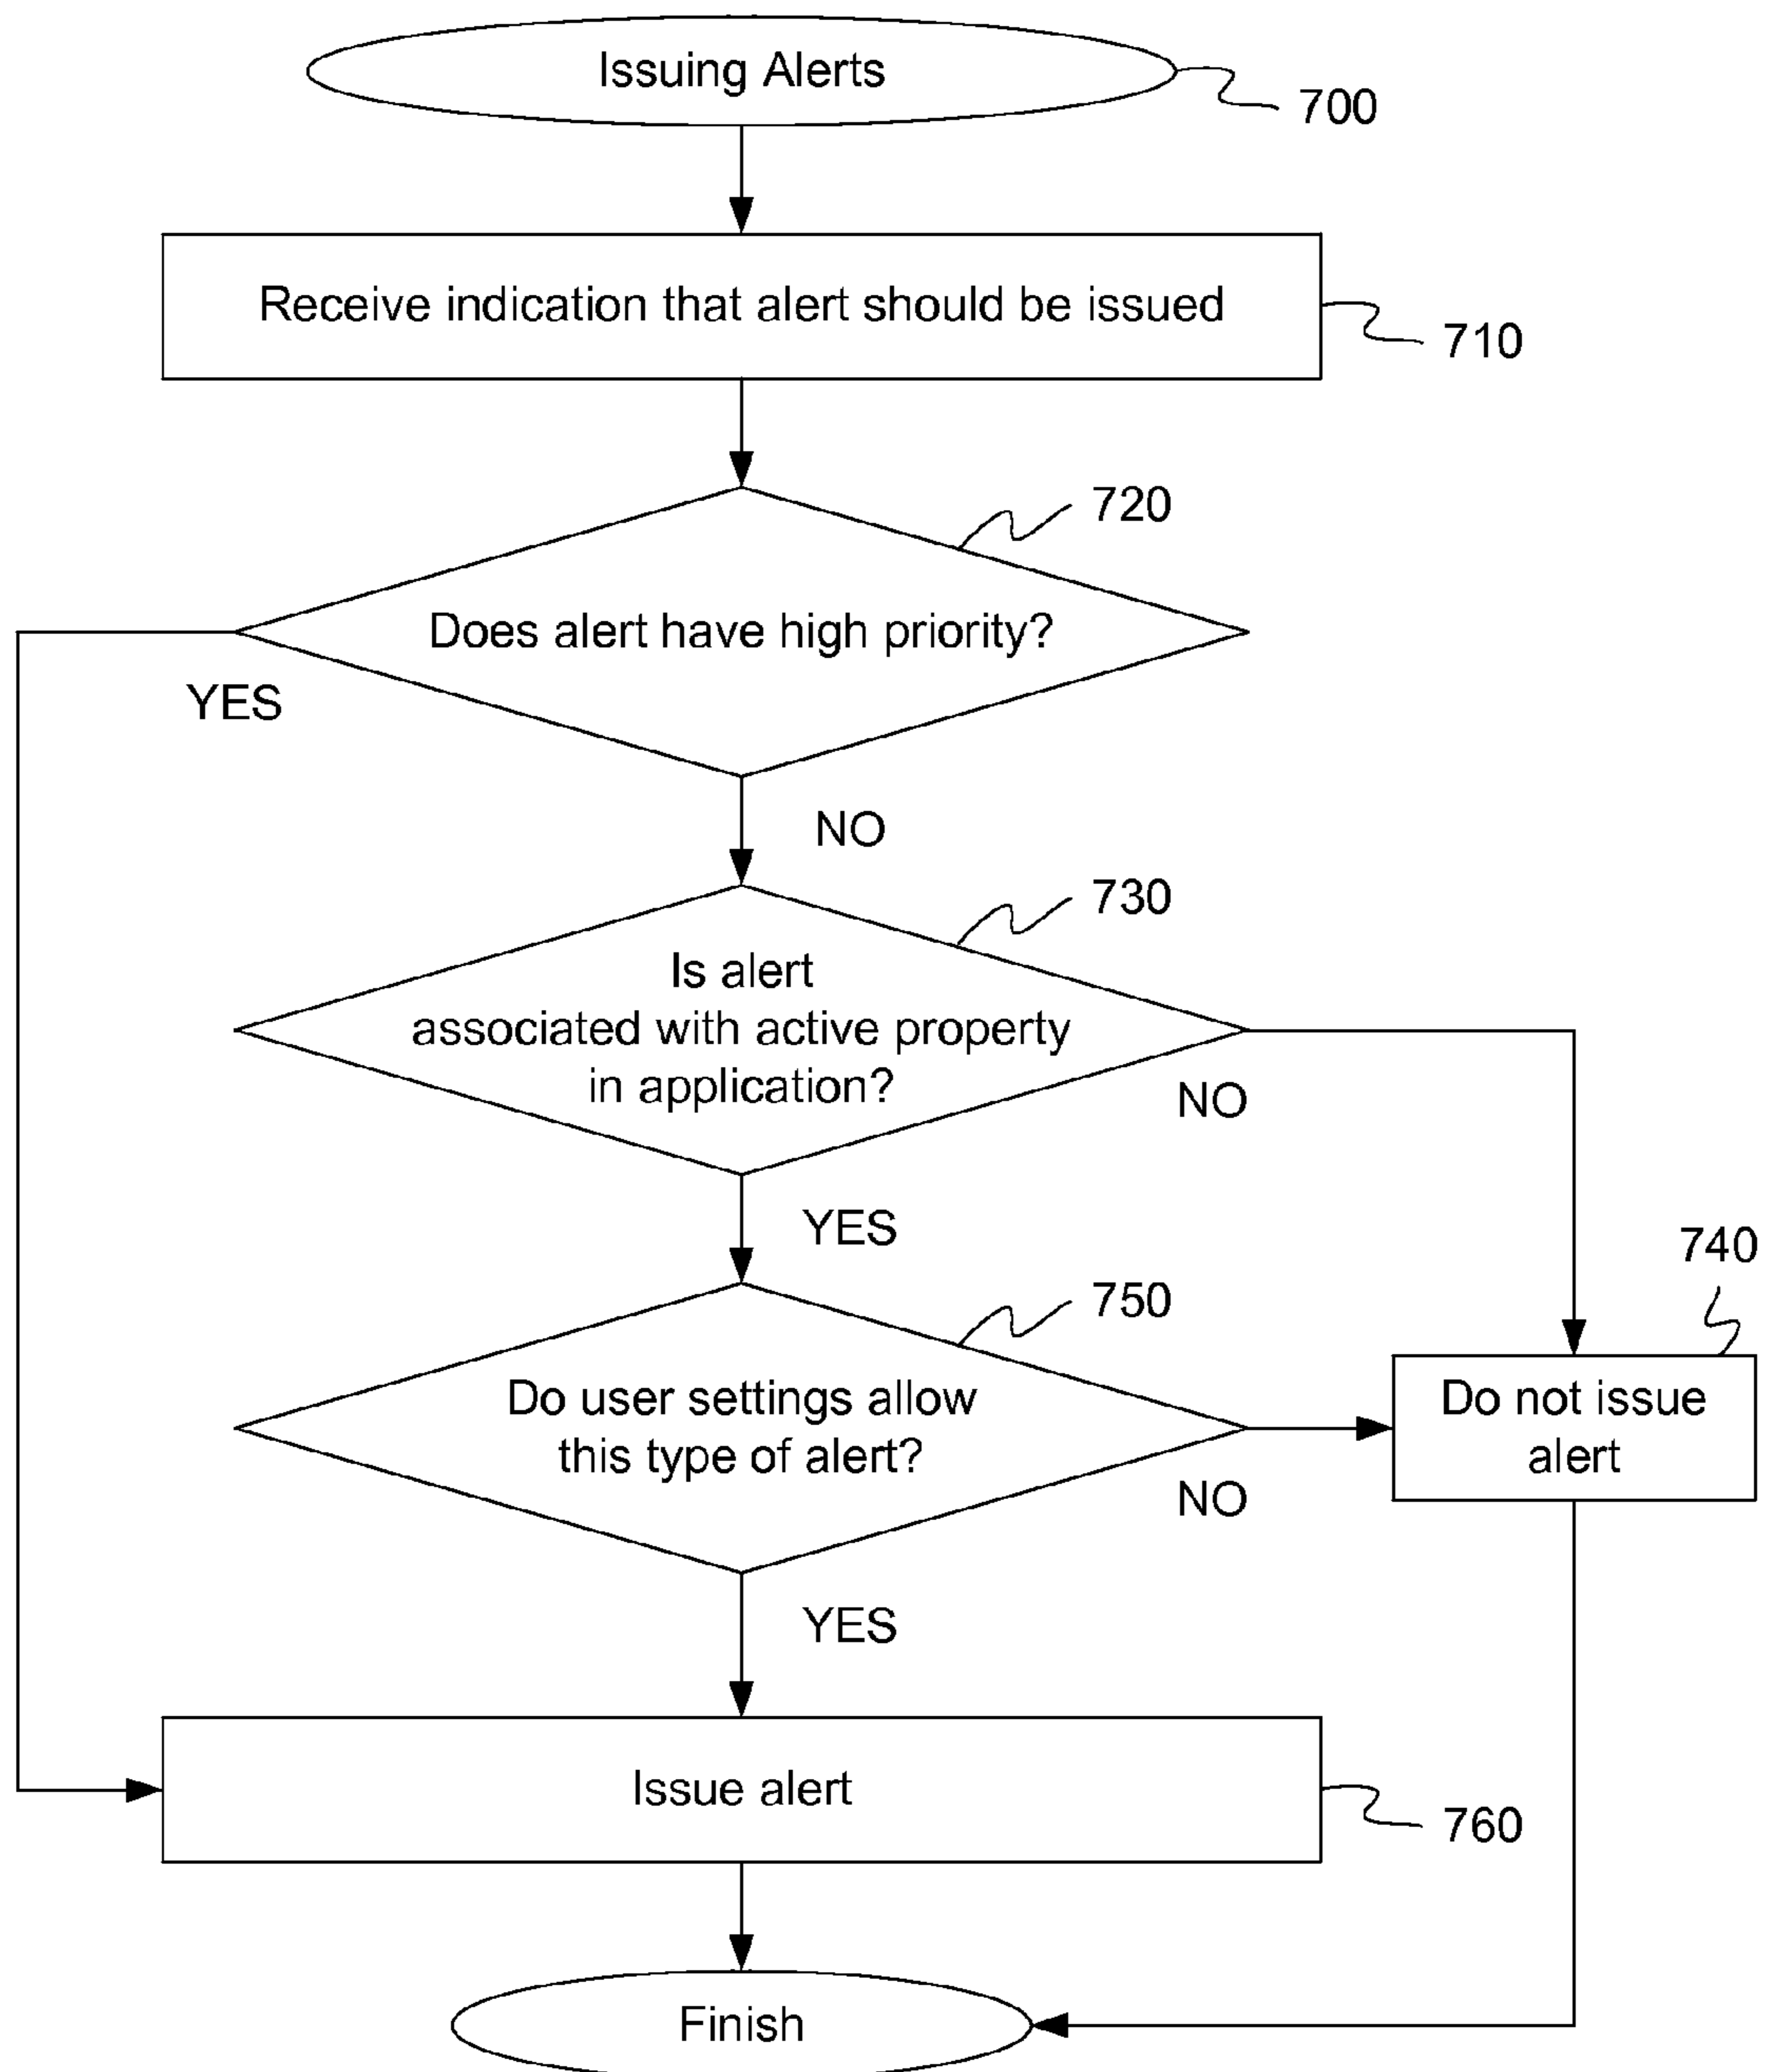 Issuing Alerts
700
Receive indication that alert should be issued
710
720
Does alert have high priority?
YES
NO
730
Is alert
associated with active property
in application?
NO
YES
740
750
Do user settings allow
this type of alert?
Do not issue
alert
NO
YES
Issue alert
760
Finish